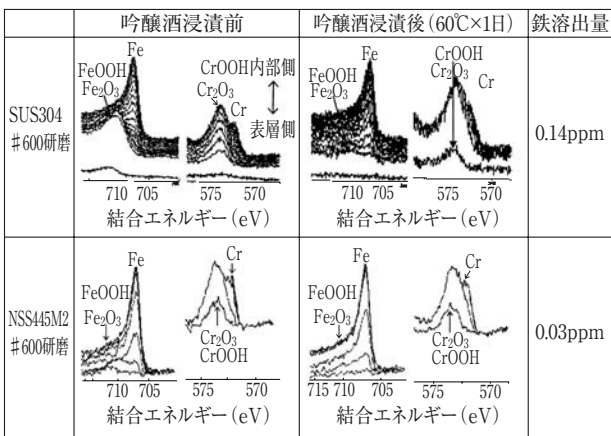 吟醸酒浸漬前 吟醸酒浸漬後(60℃×1日) 鉄溶出量
SUS304
#600研磨
Fe
FeOOH
Fe₂O₃
CrOOH 内部側
Cr₂O₃
Cr
表層側
710 705 575 570
結合エネルギー(eV)
Fe
FeOOH
Fe₂O₃
CrOOH
Cr₂O₃
Cr
710 705 575 570
結合エネルギー(eV)
0.14ppm
NSS445M2
#600研磨
Fe
FeOOH
Fe₂O₃
Cr
Cr₂O₃
CrOOH
710 705 575 570
結合エネルギー(eV)
Fe
FeOOH
Fe₂O₃
Cr
Cr₂O₃
CrOOH
715 710 705 575 570
結合エネルギー(eV)
0.03ppm